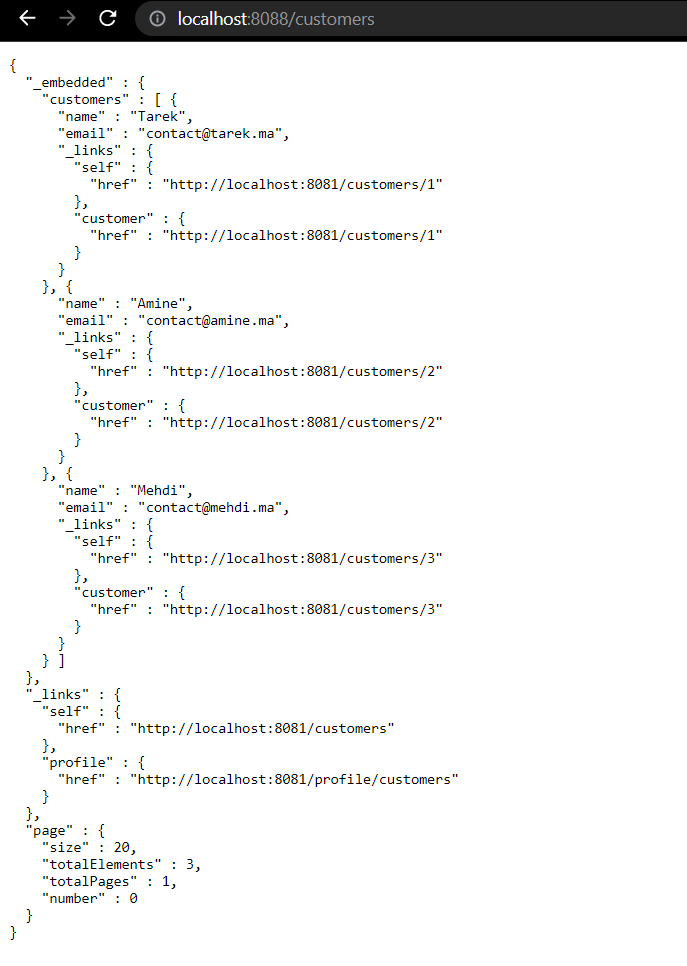 localhost:8088/customers
{
  "_embedded" : {
    "customers" : [ {
      "name" : "Tarek",
      "email" : "contact@tarek.ma",
      "_links" : {
        "self" : {
          "href" : "http://localhost:8081/customers/1"
        },
        "customer" : {
          "href" : "http://localhost:8081/customers/1"
        }
      }
    }, {
      "name" : "Amine",
      "email" : "contact@amine.ma",
      "_links" : {
        "self" : {
          "href" : "http://localhost:8081/customers/2"
        },
        "customer" : {
          "href" : "http://localhost:8081/customers/2"
        }
      }
    }, {
      "name" : "Mehdi",
      "email" : "contact@mehdi.ma",
      "_links" : {
        "self" : {
          "href" : "http://localhost:8081/customers/3"
        },
        "customer" : {
          "href" : "http://localhost:8081/customers/3"
        }
      }
    } ]
  },
  "_links" : {
    "self" : {
      "href" : "http://localhost:8081/customers"
    },
    "profile" : {
      "href" : "http://localhost:8081/profile/customers"
    }
  },
  "page" : {
    "size" : 20,
    "totalElements" : 3,
    "totalPages" : 1,
    "number" : 0
  }
}